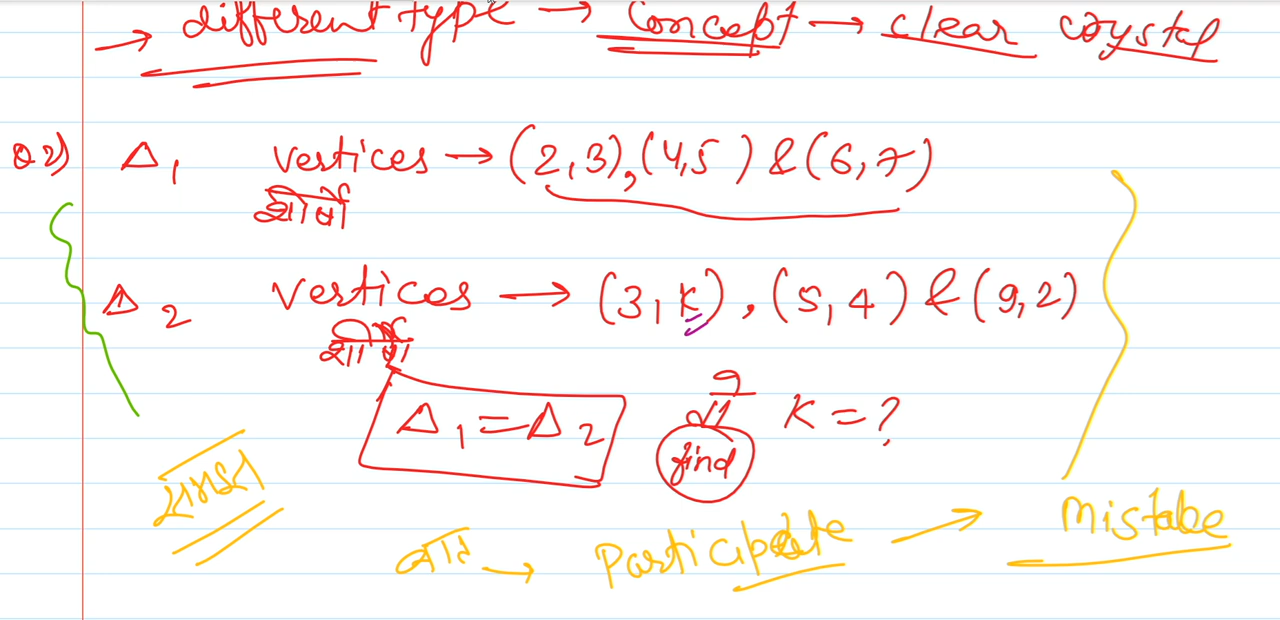 → different type → concept → clear crystal
Q2) Δ1 vertices → (2,3),(4,5) & (6,7)
शीर्ष
Δ2 vertices → (3,k), (5,4) & (9,2)
शीर्ष
Δ1 = Δ2 तो K = ?
find
समस्या
Participate → Mistake